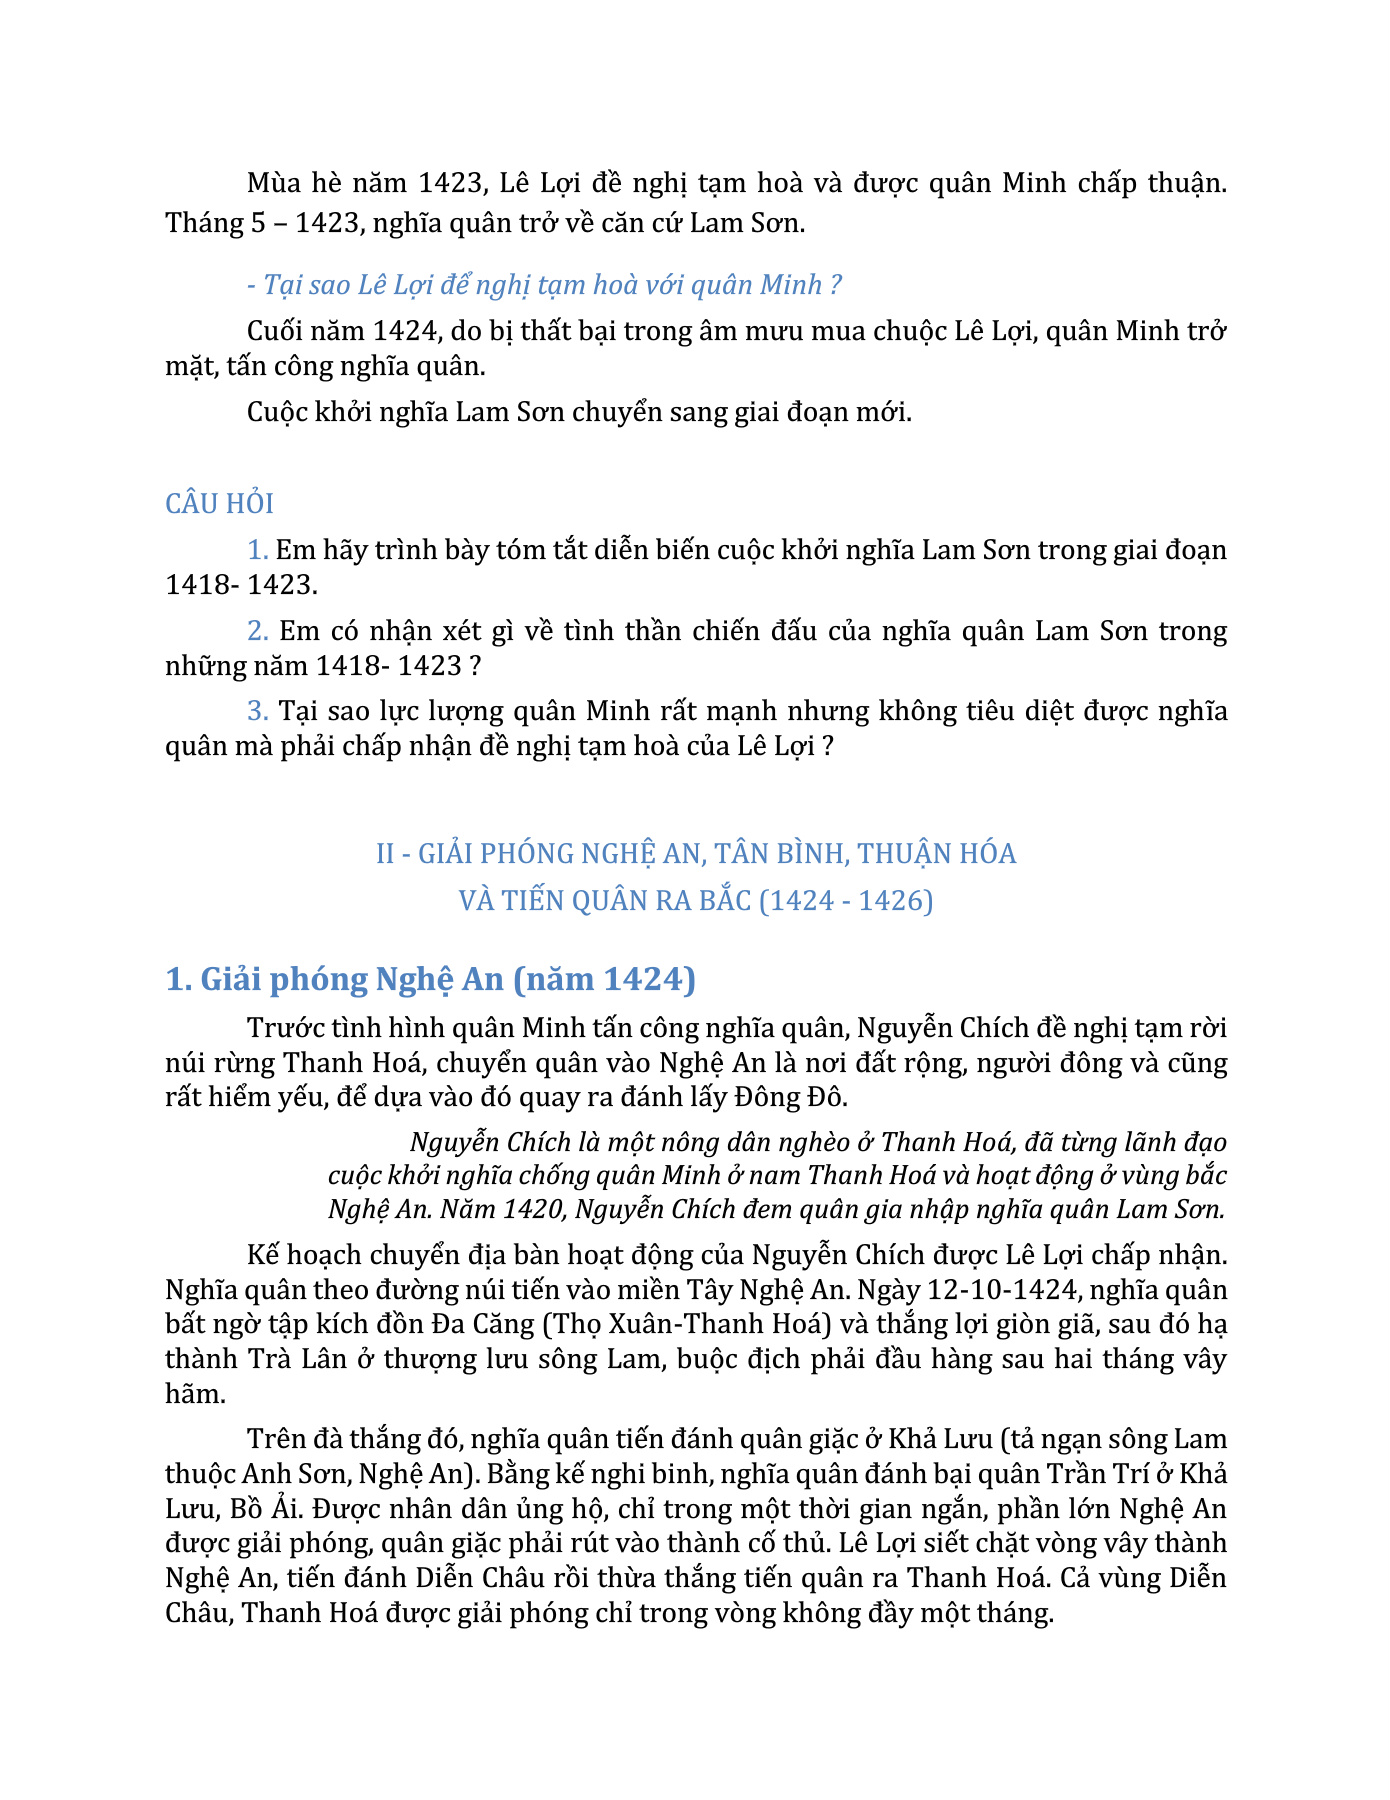 Mùa hè năm 1423, Lê Lợi đề nghị tạm hoà và được quân Minh chấp thuận.
Tháng 5 – 1423, nghĩa quân trở về căn cứ Lam Sơn.
- Tại sao Lê Lợi để nghị tạm hoà với quân Minh ?
Cuối năm 1424, do bị thất bại trong âm mưu mua chuộc Lê Lợi, quân Minh trở
mặt, tấn công nghĩa quân.
Cuộc khởi nghĩa Lam Sơn chuyển sang giai đoạn mới.
CÂU HỎI
1. Em hãy trình bày tóm tắt diễn biến cuộc khởi nghĩa Lam Sơn trong giai đoạn
1418- 1423.
2. Em có nhận xét gì về tình thần chiến đấu của nghĩa quân Lam Sơn trong
những năm 1418- 1423 ?
3. Tại sao lực lượng quân Minh rất mạnh nhưng không tiêu diệt được nghĩa
quân mà phải chấp nhận đề nghị tạm hoà của Lê Lợi ?
II - GIẢI PHÓNG NGHỆ AN, TÂN BÌNH, THUẬN HÓA
VÀ TIẾN QUÂN RA BẮC (1424 - 1426)
1. Giải phóng Nghệ An (năm 1424)
Trước tình hình quân Minh tấn công nghĩa quân, Nguyễn Chích đề nghị tạm rời
núi rừng Thanh Hoá, chuyển quân vào Nghệ An là nơi đất rộng, người đông và cũng
rất hiểm yếu, để dựa vào đó quay ra đánh lấy Đông Đô.
Nguyễn Chích là một nông dân nghèo ở Thanh Hoá, đã từng lãnh đạo
cuộc khởi nghĩa chống quân Minh ở nam Thanh Hoá và hoạt động ở vùng bắc
Nghệ An. Năm 1420, Nguyễn Chích đem quân gia nhập nghĩa quân Lam Sơn.
Kế hoạch chuyển địa bàn hoạt động của Nguyễn Chích được Lê Lợi chấp nhận.
Nghĩa quân theo đường núi tiến vào miền Tây Nghệ An. Ngày 12-10-1424, nghĩa quân
bất ngờ tập kích đồn Đa Căng (Thọ Xuân-Thanh Hoá) và thắng lợi giòn giã, sau đó hạ
thành Trà Lân ở thượng lưu sông Lam, buộc địch phải đầu hàng sau hai tháng vây
hãm.
Trên đà thắng đó, nghĩa quân tiến đánh quân giặc ở Khả Lưu (tả ngạn sông Lam
thuộc Anh Sơn, Nghệ An). Bằng kế nghi binh, nghĩa quân đánh bại quân Trần Trí ở Khả
Lưu, Bồ Ải. Được nhân dân ủng hộ, chỉ trong một thời gian ngắn, phần lớn Nghệ An
được giải phóng, quân giặc phải rút vào thành cố thủ. Lê Lợi siết chặt vòng vây thành
Nghệ An, tiến đánh Diễn Châu rồi thừa thắng tiến quân ra Thanh Hoá. Cả vùng Diễn
Châu, Thanh Hoá được giải phóng chỉ trong vòng không đầy một tháng.